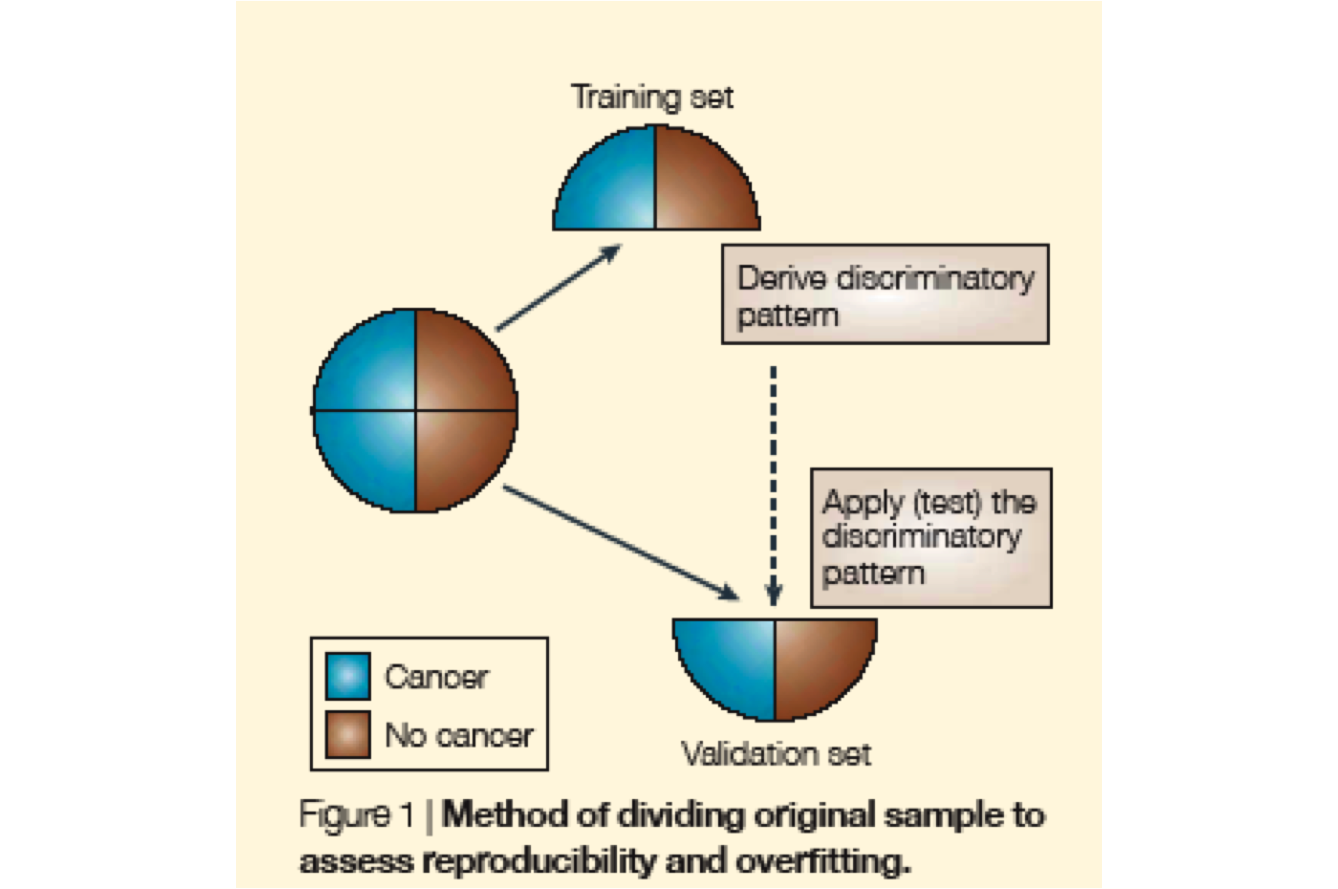 Training set
Derive discriminatory
pattern
Apply (test) the
discriminatory
pattern
Cancer
No cancer
Validation set
Figure 1 | Method of dividing original sample to
assess reproducibility and overfitting.